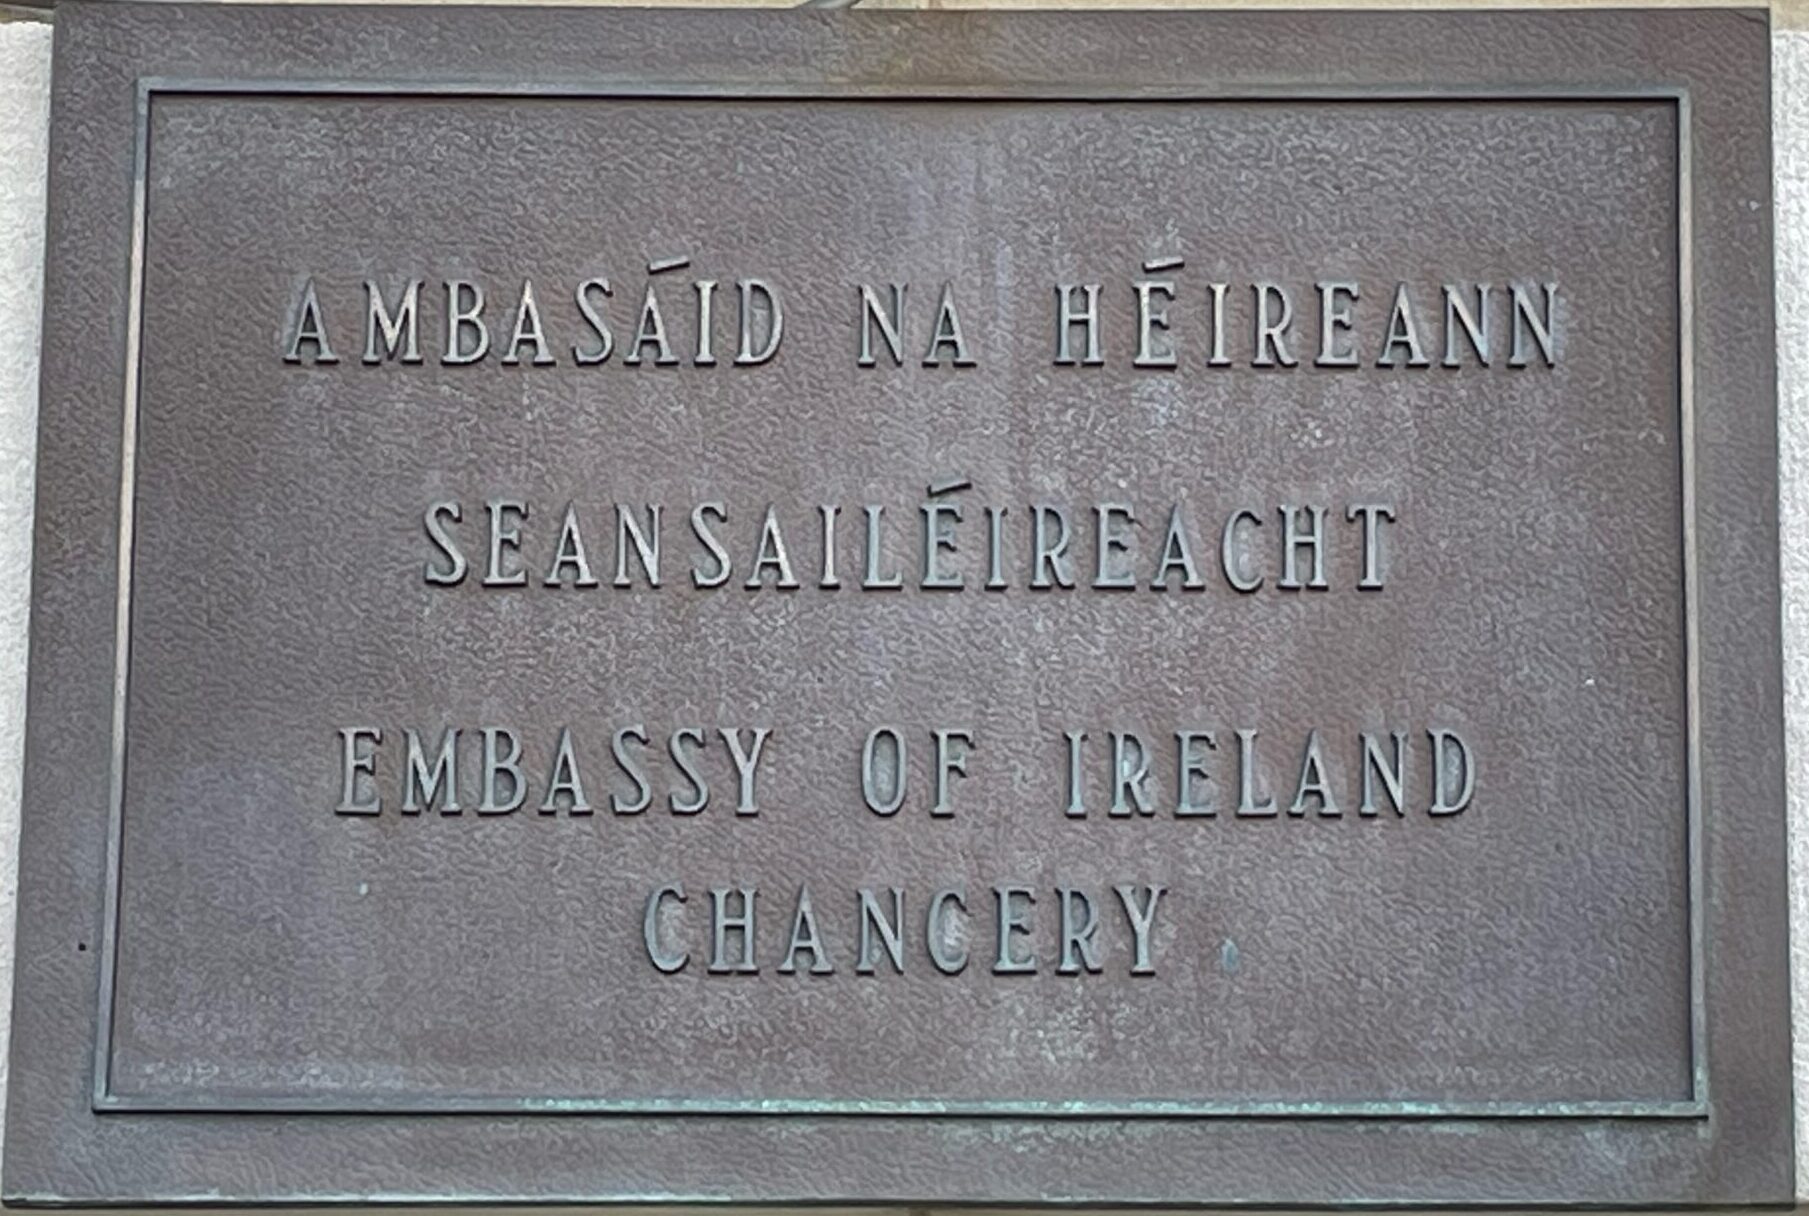 AMBASÁID NA HÉIREANN
SEANSAILÉIREACHT
EMBASSY OF IRELAND
CHANCERY